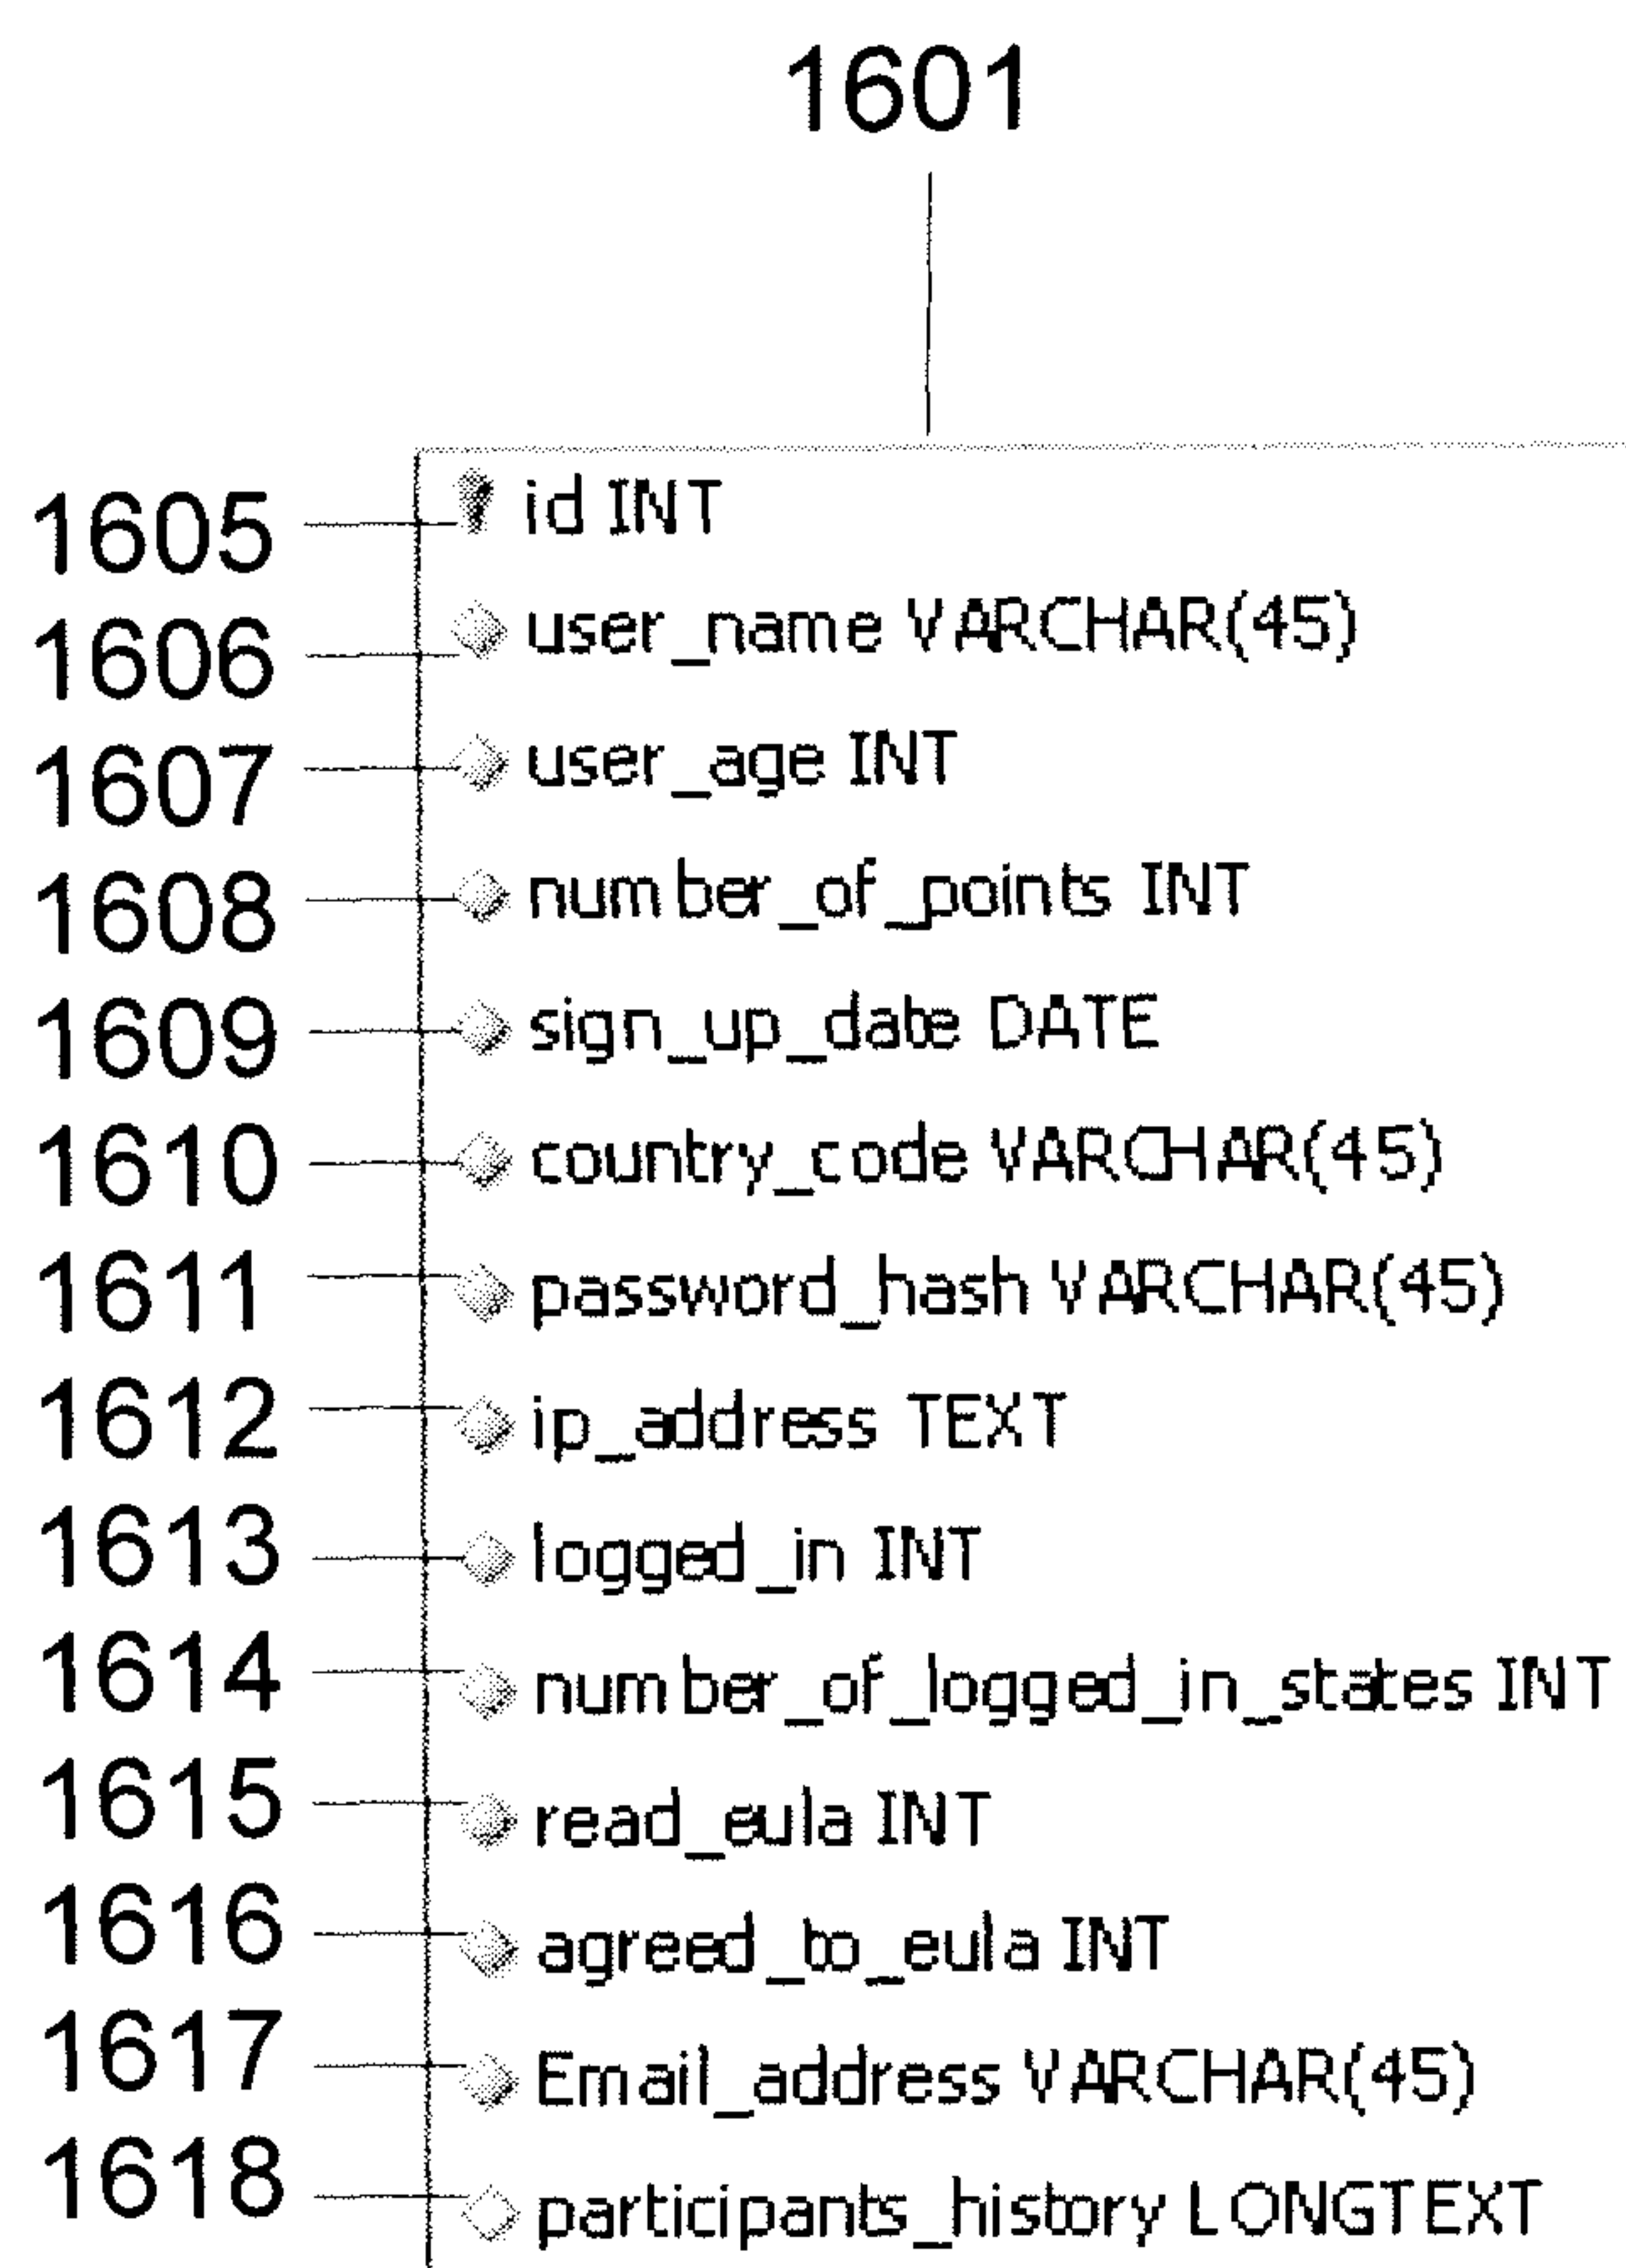 1601
1605 id INT
1606 user_name VARCHAR(45)
1607 user_age INT
1608 number_of_points INT
1609 sign_up_date DATE
1610 country_code VARCHAR(45)
1611 password_hash VARCHAR(45)
1612 ip_address TEXT
1613 logged_in INT
1614 number_of_logged_in_states INT
1615 read_eula INT
1616 agreed_to_eula INT
1617 Email_address VARCHAR(45)
1618 participants_history LONGTEXT